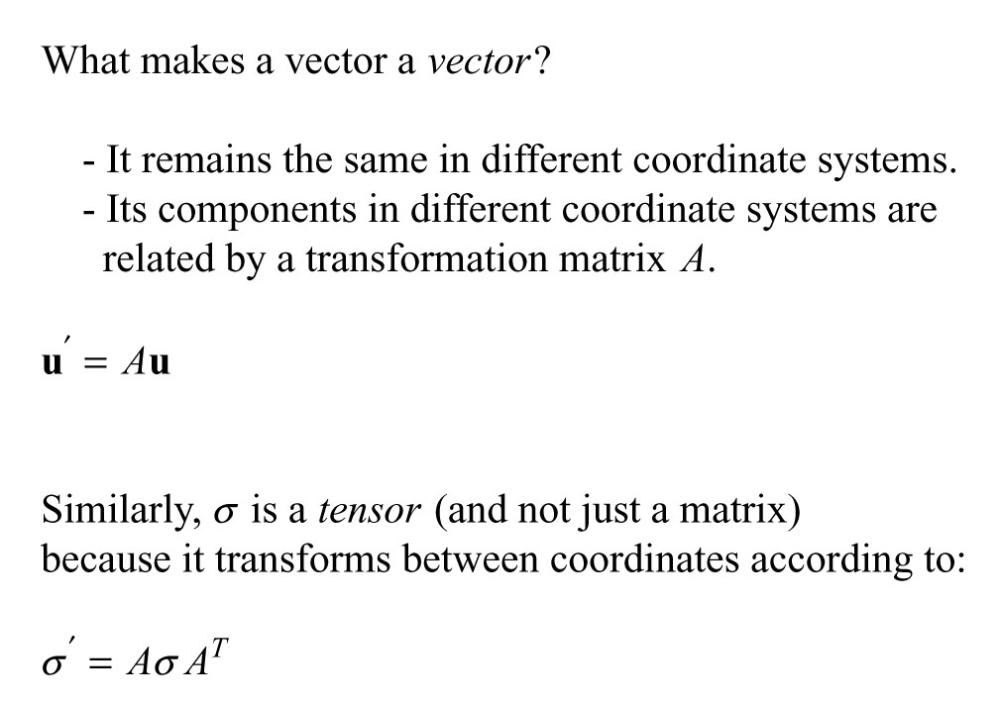 What makes a vector a vector?
- It remains the same in different coordinate systems.
- Its components in different coordinate systems are
related by a transformation matrix A.
u′ = Au
Similarly, σ is a tensor (and not just a matrix)
because it transforms between coordinates according to:
σ′ = AσAᵀ